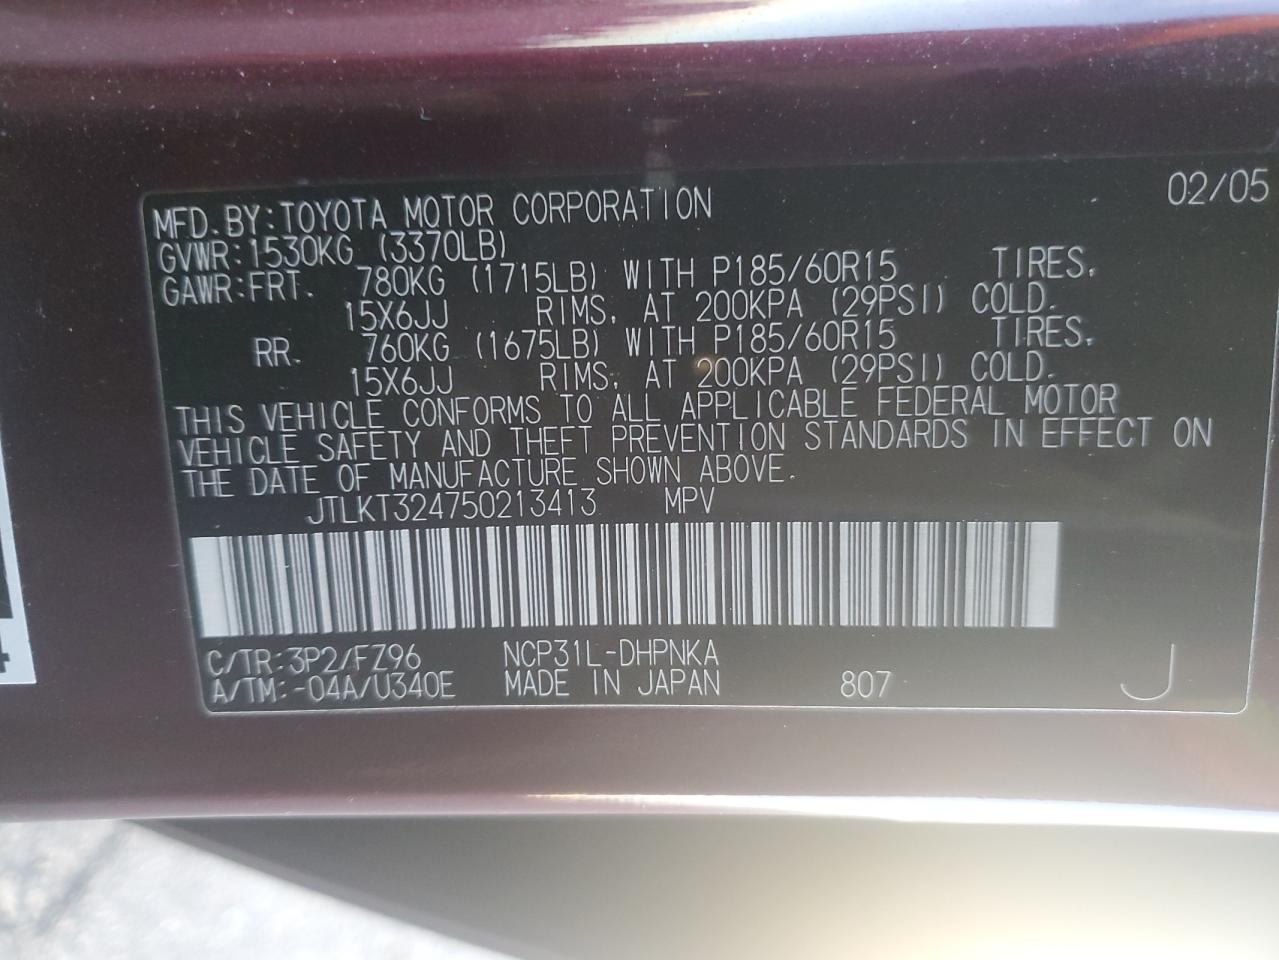 02/05
MFD.BY:TOYOTA MOTOR CORPORATION
GVWR:1530KG (3370LB)
GAWR:FRT. 780KG (1715LB) WITH P185/60R15 TIRES,
15X6JJ RIMS, AT 200KPA (29PSI) COLD.
RR. 760KG (1675LB) WITH P185/60R15 TIRES,
15X6JJ RIMS, AT 200KPA (29PSI) COLD.
THIS VEHICLE CONFORMS TO ALL APPLICABLE FEDERAL MOTOR
VEHICLE SAFETY AND THEFT PREVENTION STANDARDS IN EFFECT ON
THE DATE OF MANUFACTURE SHOWN ABOVE.
JTLKT324750213413 MPV
C/TR:3P2/FZ96 NCP31L-DHPNKA
A/TM:-04A/U340E MADE IN JAPAN 807 J
4